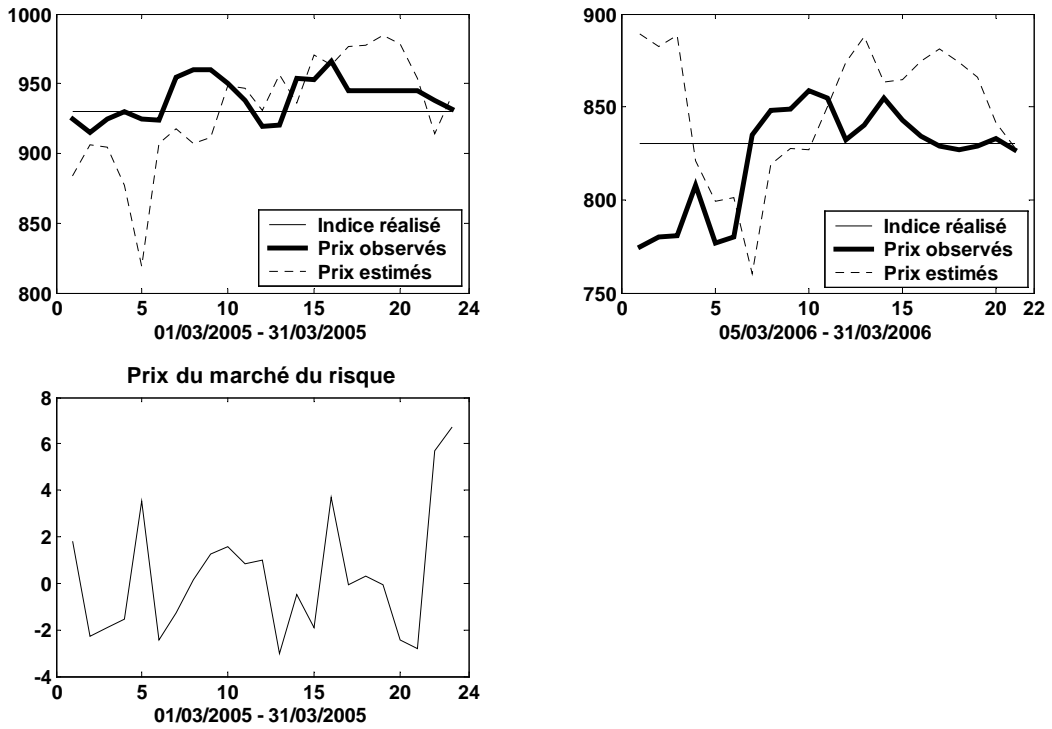 1000
950
900
850
800
0 5 10 15 20 24
01/03/2005 - 31/03/2005
Indice réalisé
Prix observés
Prix estimés
900
850
800
750
0 5 10 15 20 22
05/03/2006 - 31/03/2006
Indice réalisé
Prix observés
Prix estimés
Prix du marché du risque
8
6
4
2
0
-2
-4
0 5 10 15 20 24
01/03/2005 - 31/03/2005